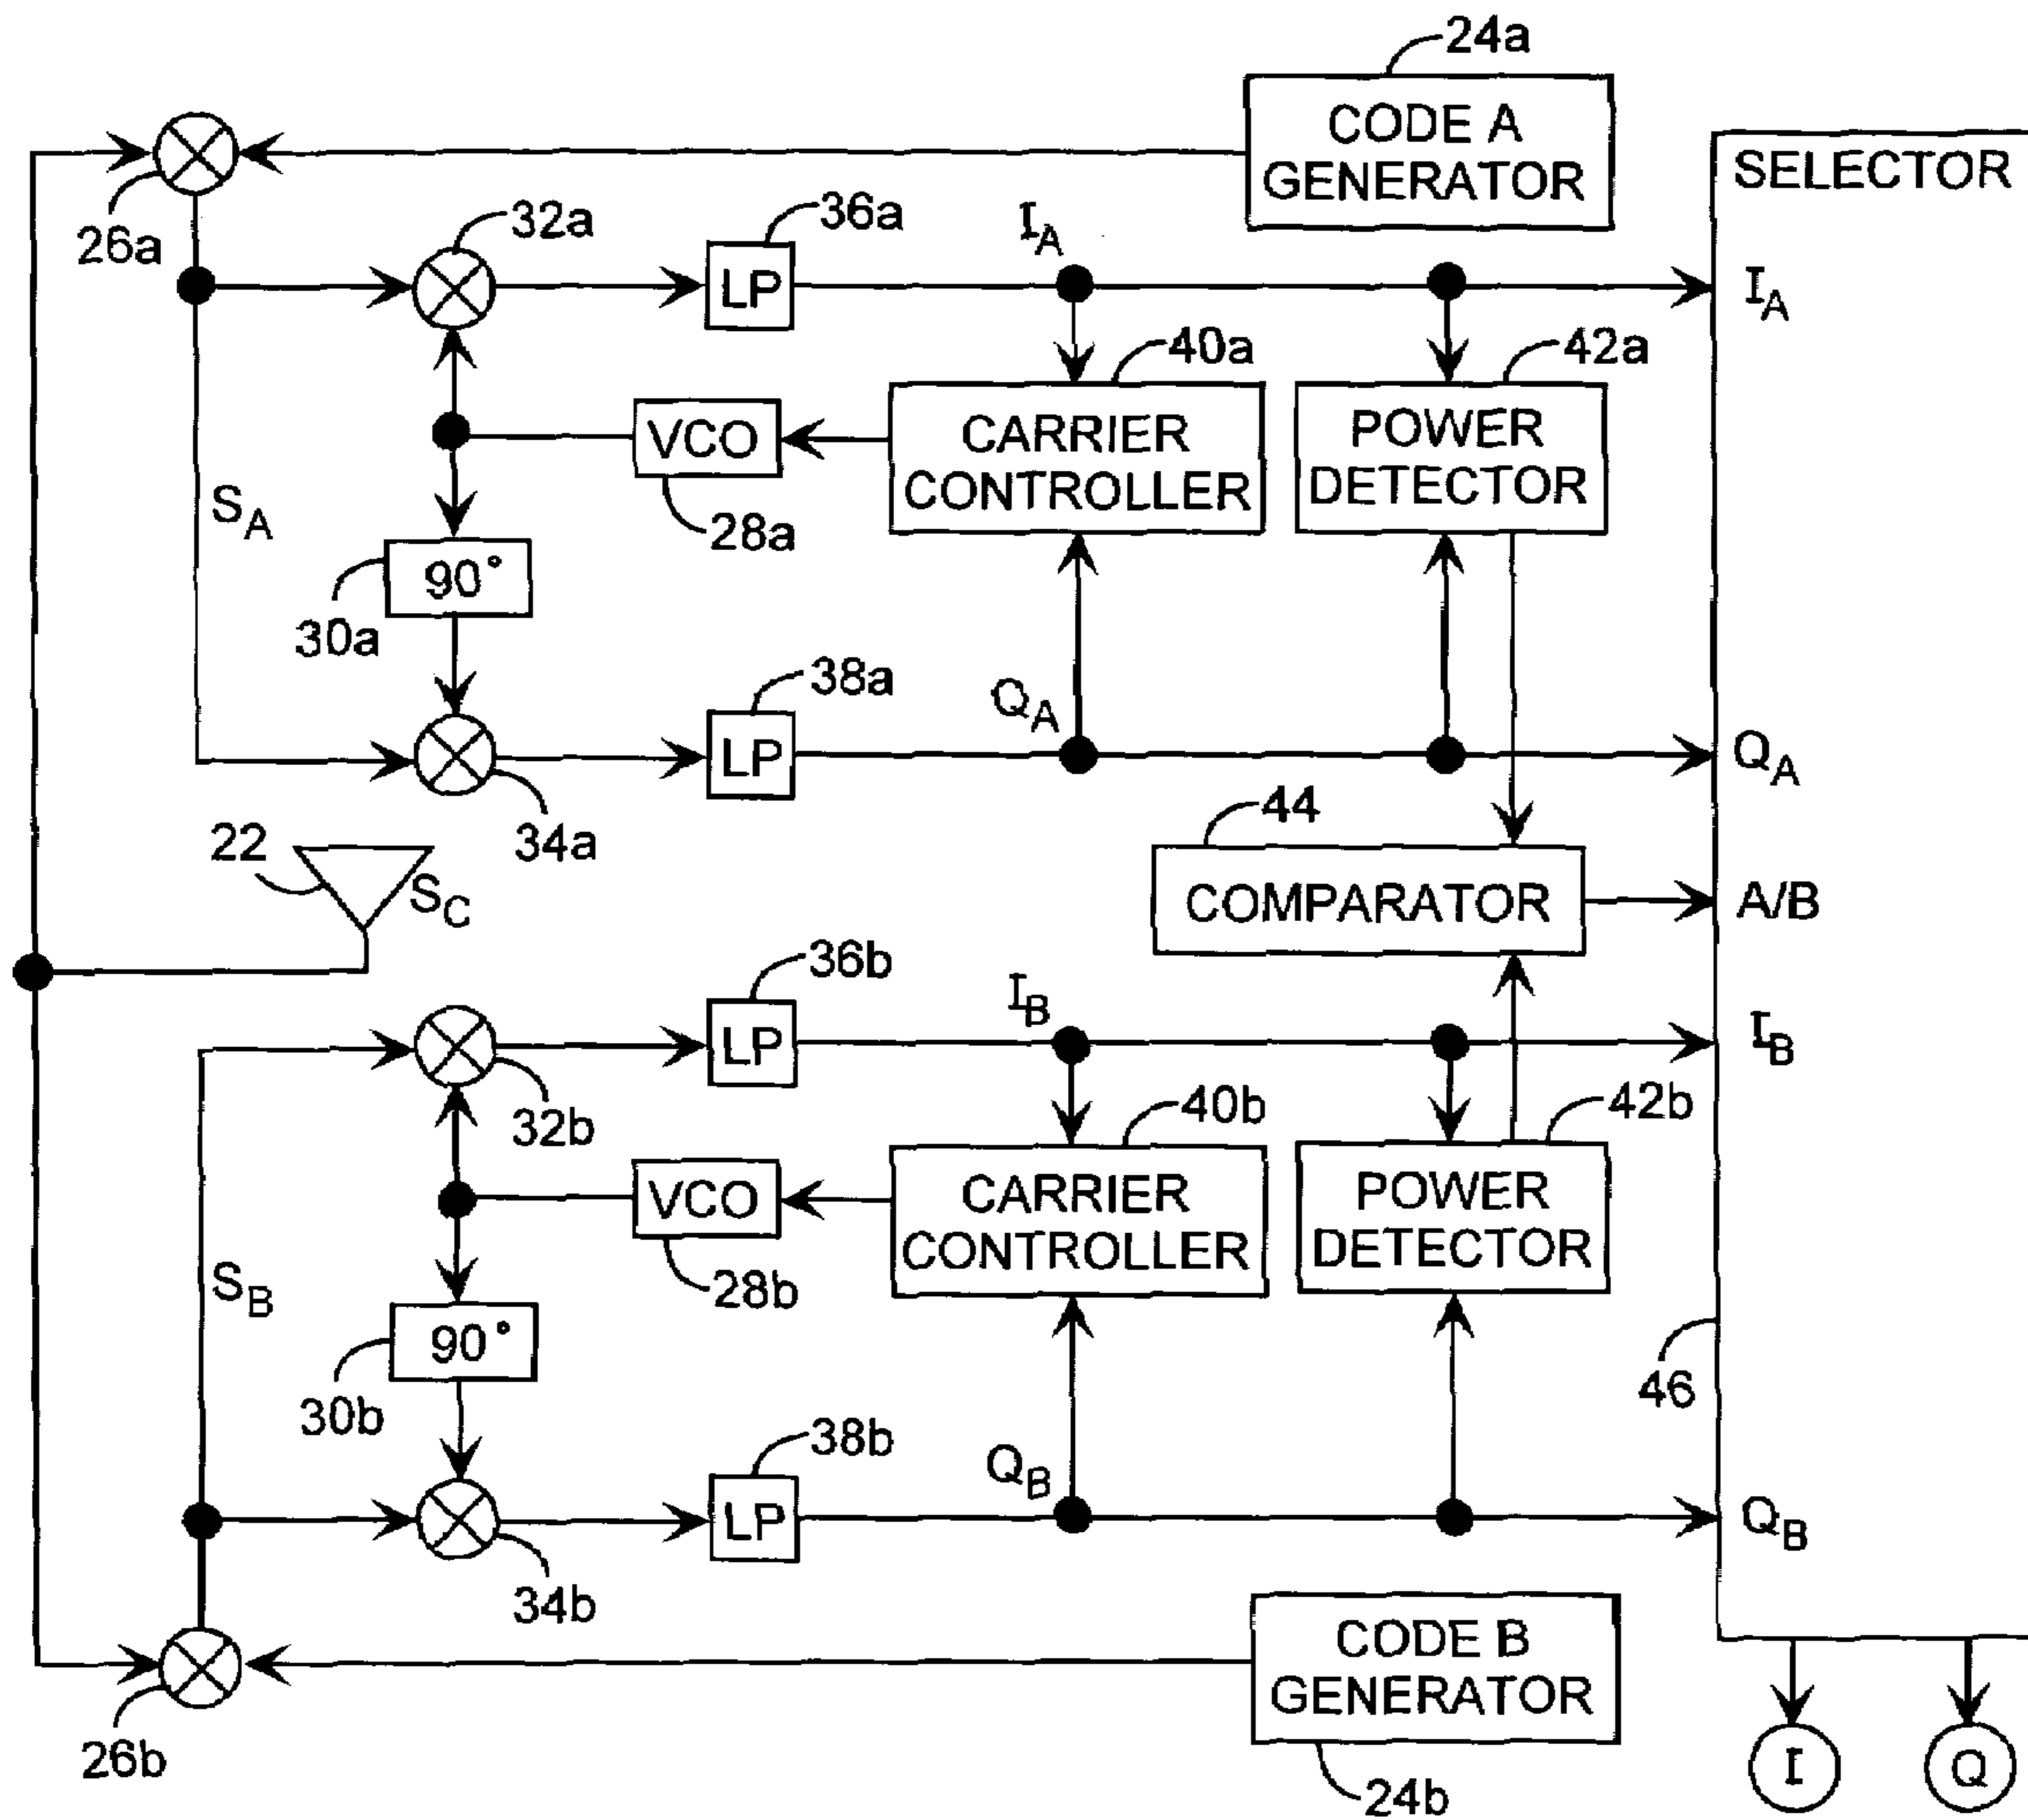 24a
CODE A
GENERATOR
SELECTOR
26a
32a
36a
I_A
I_A
LP
40a
42a
VCO
CARRIER
CONTROLLER
POWER
DETECTOR
S_A
28a
90°
30a
38a
Q_A
LP
Q_A
34a
44
22
S_C
COMPARATOR
A/B
36b
I_B
I_B
LP
32b
40b
42b
VCO
CARRIER
CONTROLLER
POWER
DETECTOR
S_B
28b
90°
30b
46
38b
Q_B
LP
Q_B
34b
CODE B
GENERATOR
26b
24b
I
Q